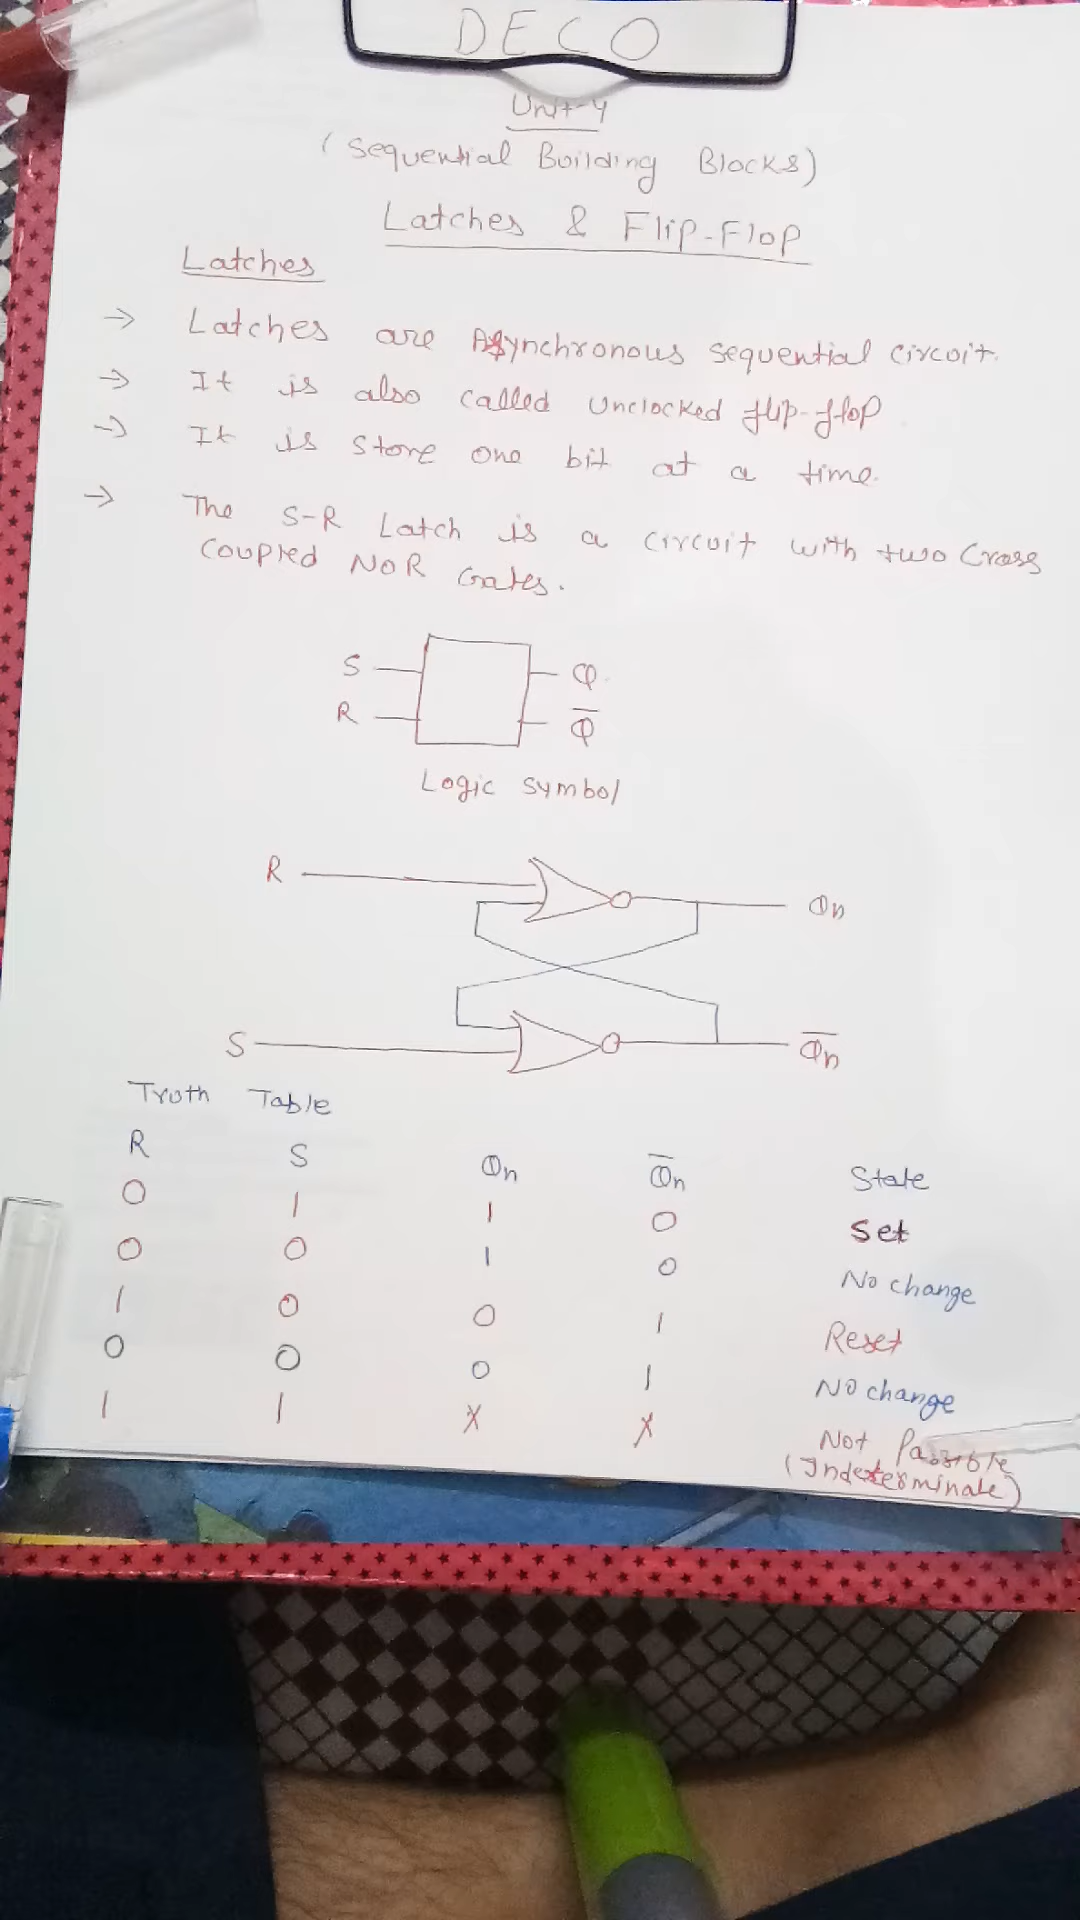 DECO
Unit-4
(Sequential Building Blocks)
Latches & Flip-Flop
Latches
→ Latches are Asynchronous sequential circuit.
→ It is also called Unclocked flip-flop
→ It is store one bit at a time.
→ The S-R Latch is a circuit with two Cross
Coupled NOR Gates.
S Q
R Q̅
Logic Symbol
R Qn
S Q̅n
Truth Table
R S Qn Q̅n State
0 1 1 0 Set
0 0 1 0 No change
1 0 0 1 Reset
0 0 0 1 No change
1 1 X X Not Possible
(Indeterminate)